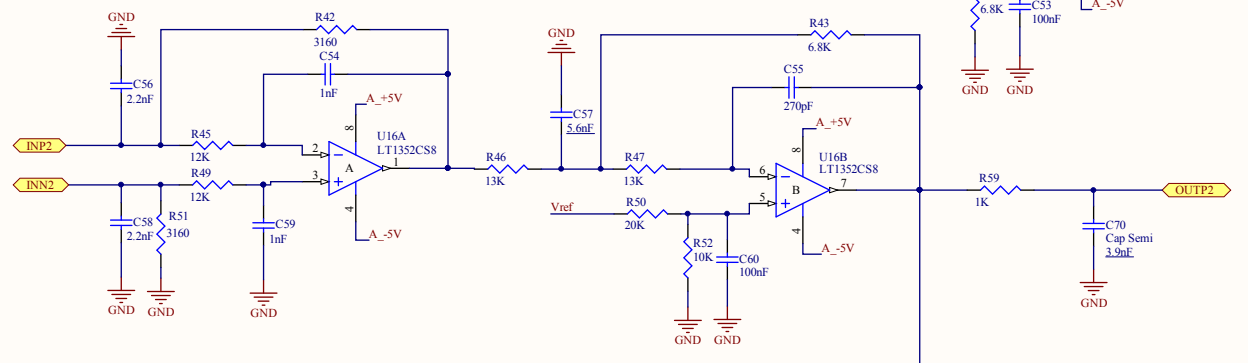 GND
R42
3160
C54
1nF
C56
2.2nF
A_+5V
8
U16A
LT1352CS8
INP2
R45
12K
2
A
1
INN2
R49
12K
3
4
A_-5V
C58
2.2nF
R51
3160
C59
1nF
GND
GND
GND
GND
R43
6.8K
C55
270pF
C57
5.6nF
A_+5V
8
U16B
LT1352CS8
R46
13K
R47
13K
6
5
B
7
4
A_-5V
Vref
R50
20K
R52
10K
C60
100nF
GND
GND
6.8K
C53
100nF
A_-5V
GND
GND
R59
1K
OUTP2
C70
Cap Semi
3.9nF
GND